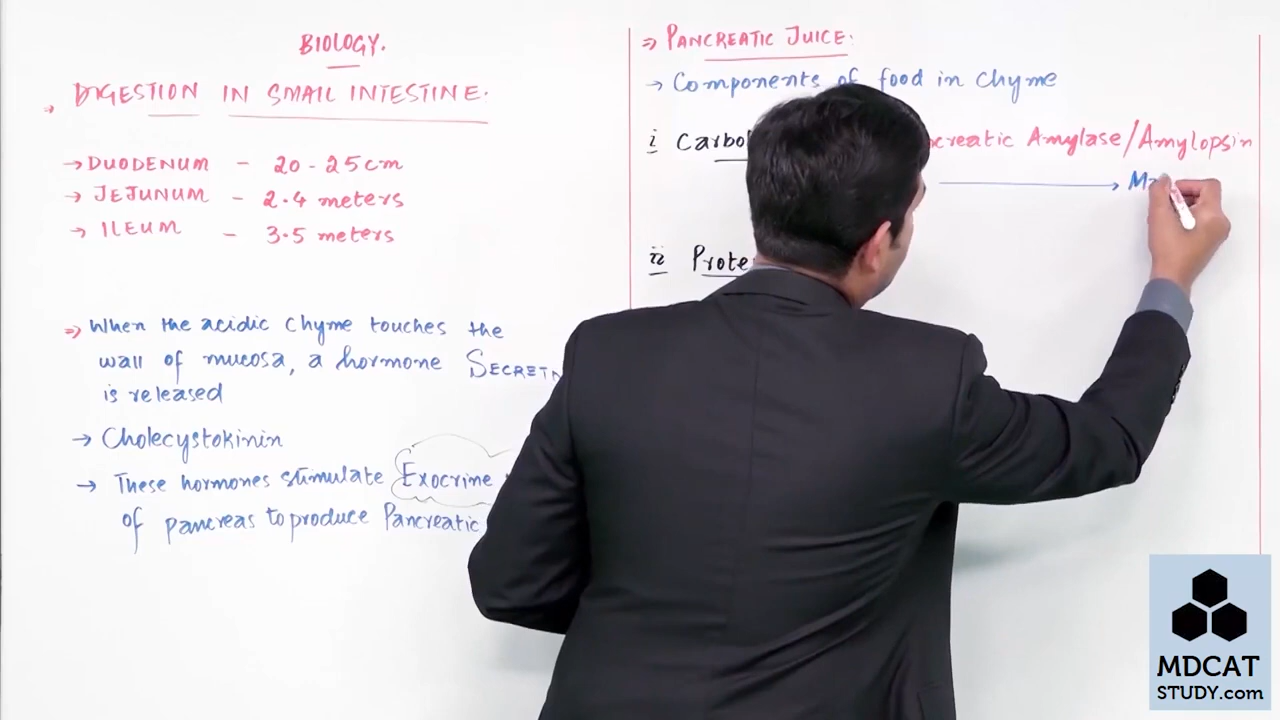 BIOLOGY.
→ DIGESTION IN SMALL INTESTINE.
→ DUODENUM - 20-25cm
→ JEJUNUM - 2.4 meters
→ ILEUM - 3.5 meters
⇒ When the acidic chyme touches the
wall of mucosa, a hormone
is released
→ Cholecystokinin
→ These hormones stimulate Exocrine
of pancreas to produce Pancreatic
⇒ PANCREATIC JUICE.
→ Components of food in chyme
i Amylase/Amylopsin
→
ii
MDCAT
STUDY.com